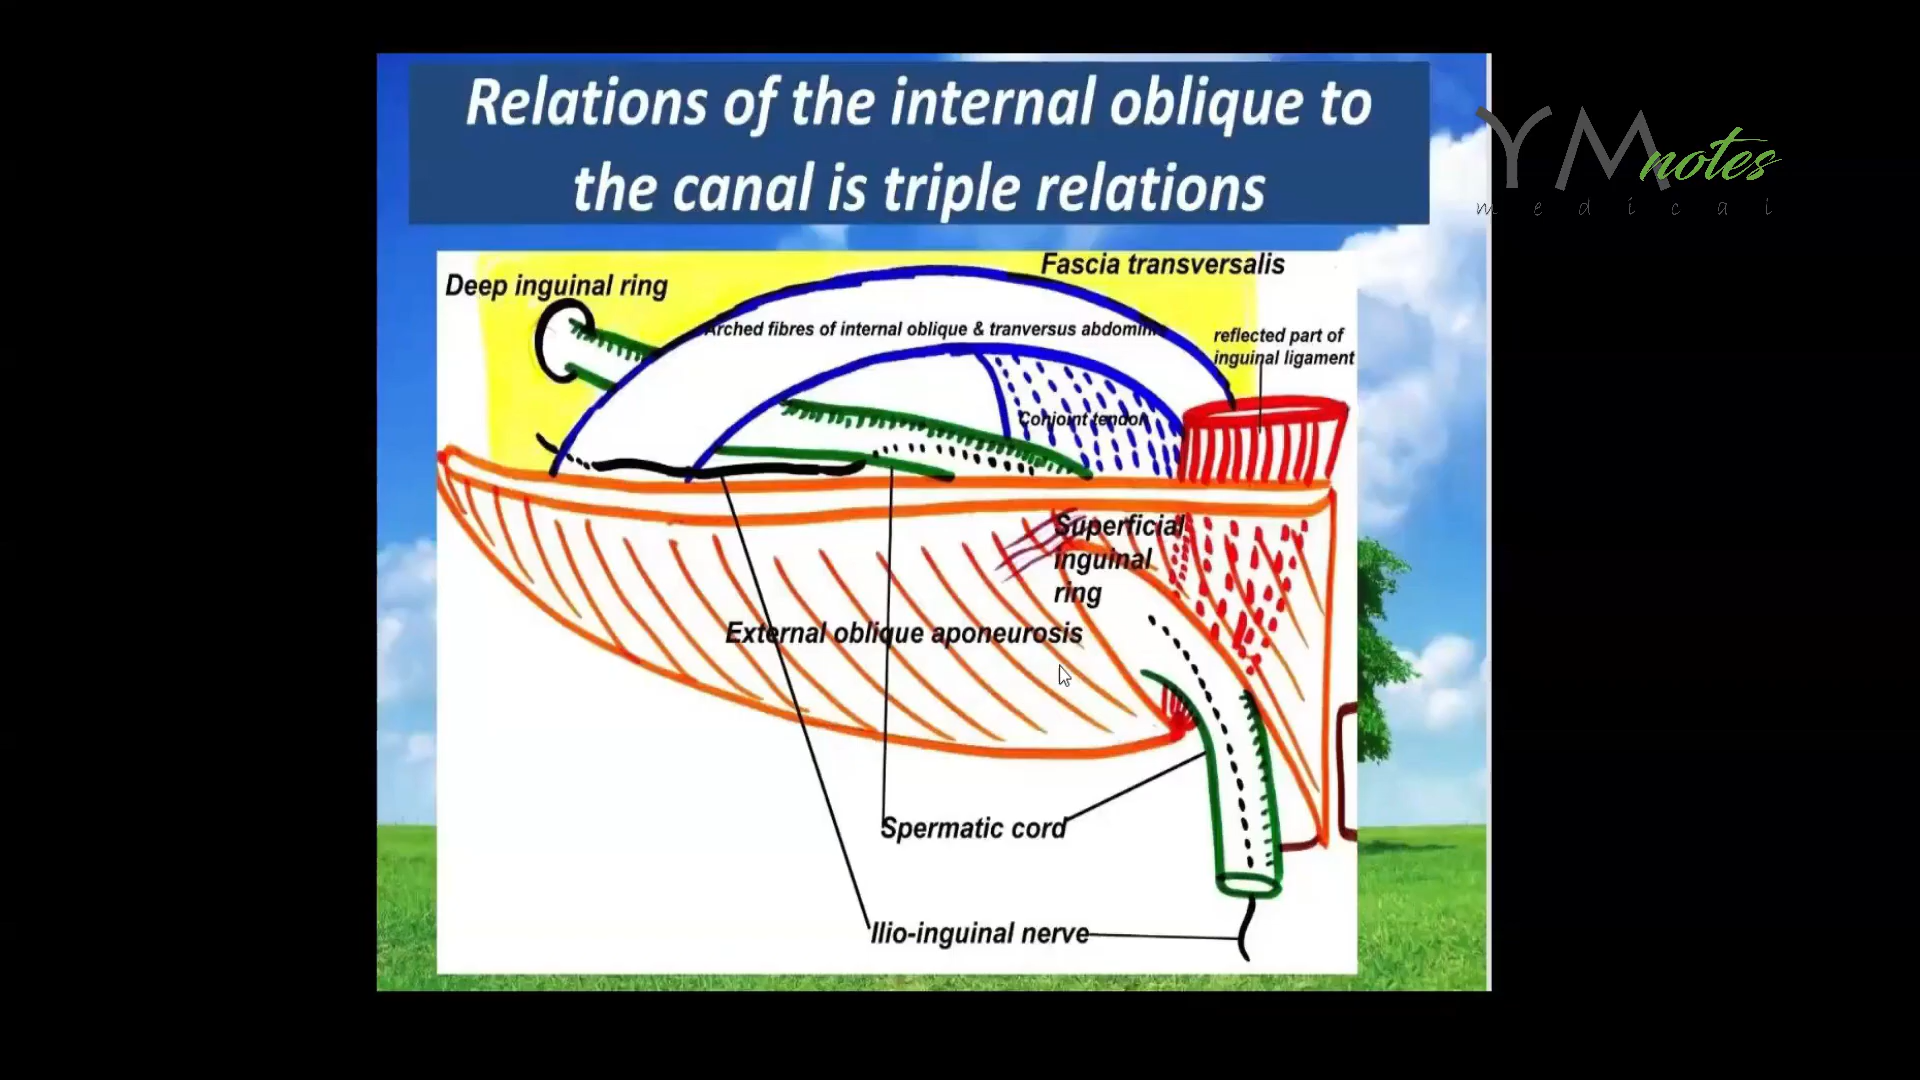 Relations of the internal oblique to
the canal is triple relations
YM notes
medical
Deep inguinal ring
Fascia transversalis
Arched fibres of internal oblique & tranversus abdominis
reflected part of
inguinal ligament
Conjoint tendon
Superficial
inguinal
ring
External oblique aponeurosis
Spermatic cord
Ilio-inguinal nerve